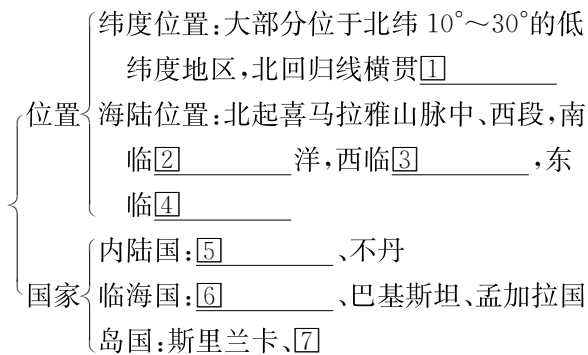 纬度位置:大部分位于北纬 10°～30°的低
纬度地区,北回归线横贯1
位置
海陆位置:北起喜马拉雅山脉中、西段,南
临2洋,西临3,东
临4
内陆国:5、不丹
国家
临海国:6、巴基斯坦、孟加拉国
岛国:斯里兰卡、7